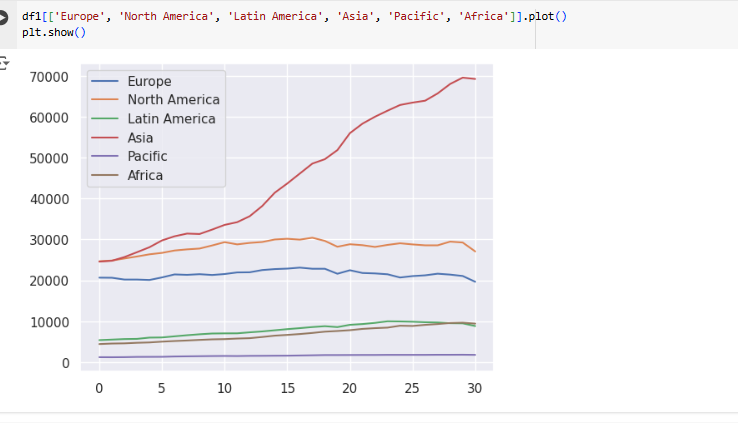 df1[['Europe', 'North America', 'Latin America', 'Asia', 'Pacific', 'Africa']].plot()
plt.show()
70000
60000
50000
40000
30000
20000
10000
0
Europe
North America
Latin America
Asia
Pacific
Africa
0 5 10 15 20 25 30